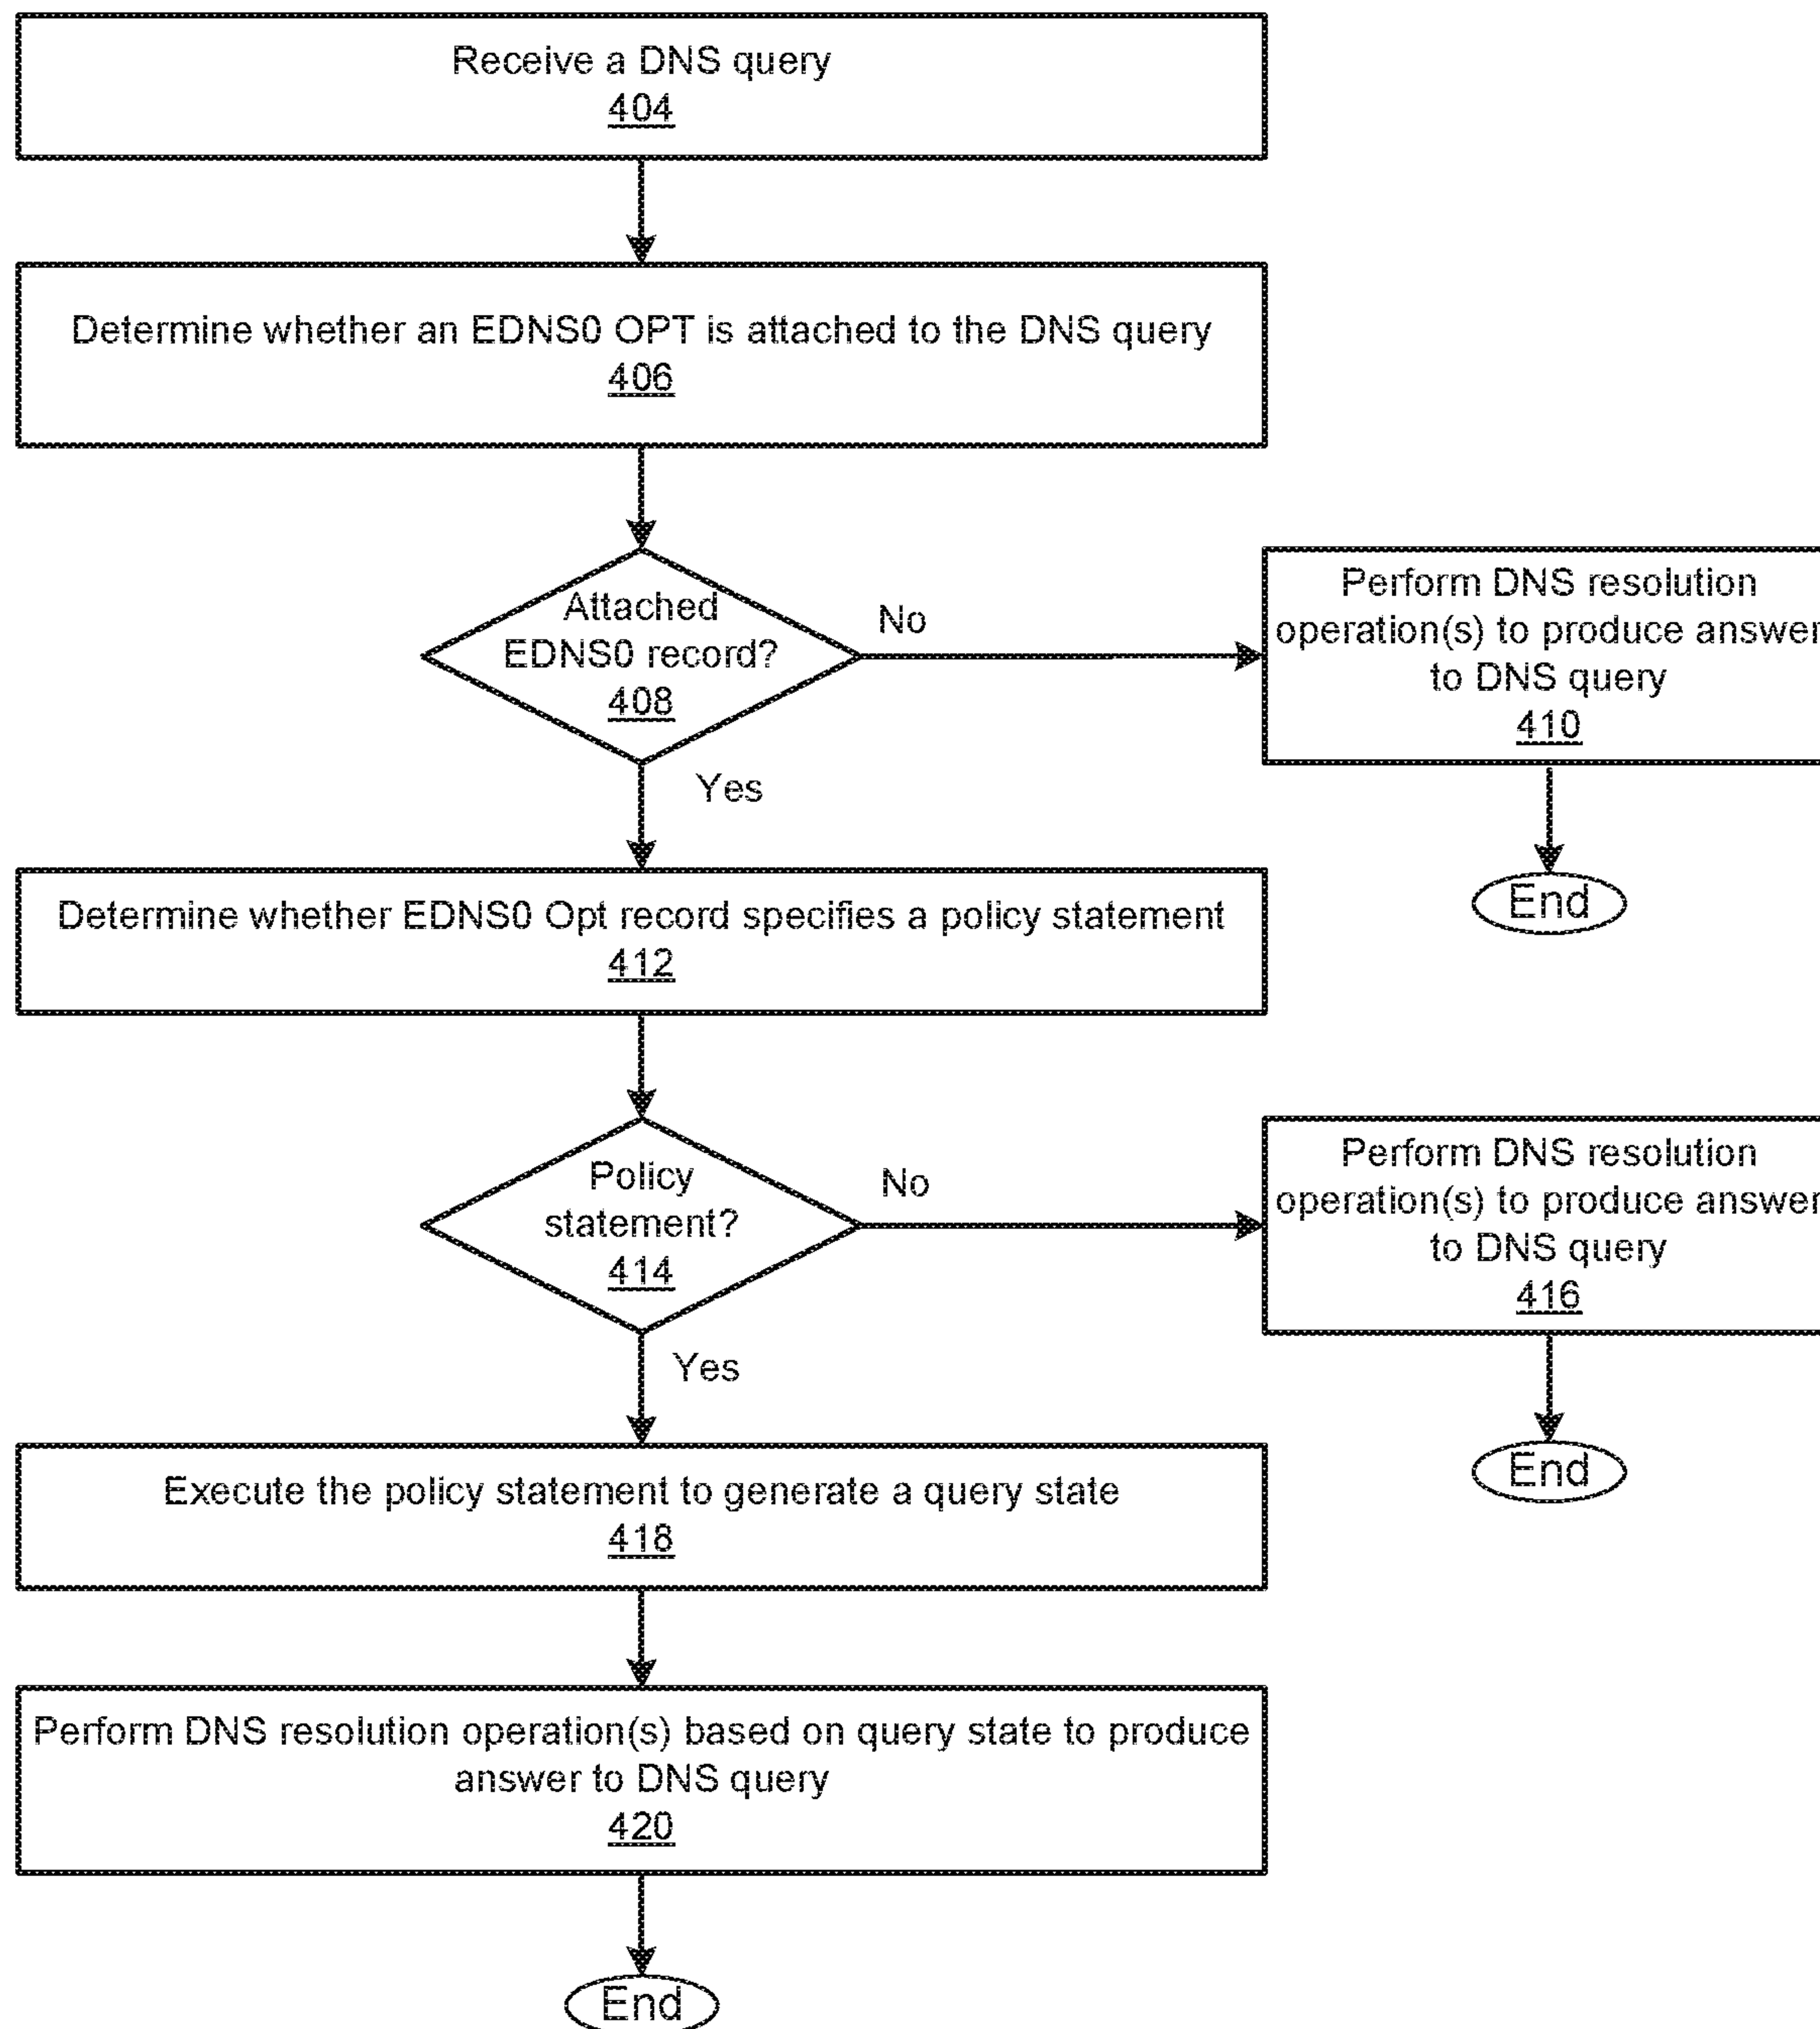 Receive a DNS query
404
Determine whether an EDNS0 OPT is attached to the DNS query
406
Attached
EDNS0 record?
408
No
Perform DNS resolution
operation(s) to produce answer
to DNS query
410
End
Yes
Determine whether EDNS0 Opt record specifies a policy statement
412
Policy
statement?
414
No
Perform DNS resolution
operation(s) to produce answer
to DNS query
416
End
Yes
Execute the policy statement to generate a query state
418
Perform DNS resolution operation(s) based on query state to produce
answer to DNS query
420
End